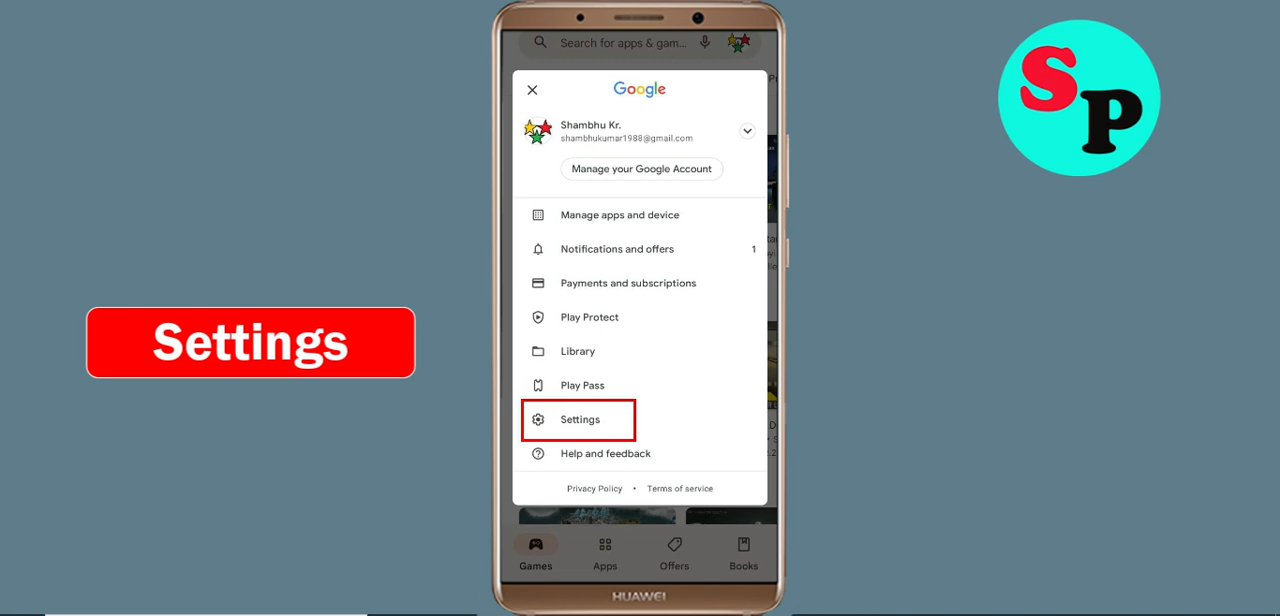 Search for apps & gam...
Google
Shambhu Kr.
shambhukumar1988@gmail.com
Manage your Google Account
Manage apps and device
Notifications and offers 1
Payments and subscriptions
Play Protect
Library
Play Pass
Settings
Help and feedback
Privacy Policy • Terms of service
Games Apps Offers Books
HUAWEI
Settings
SP